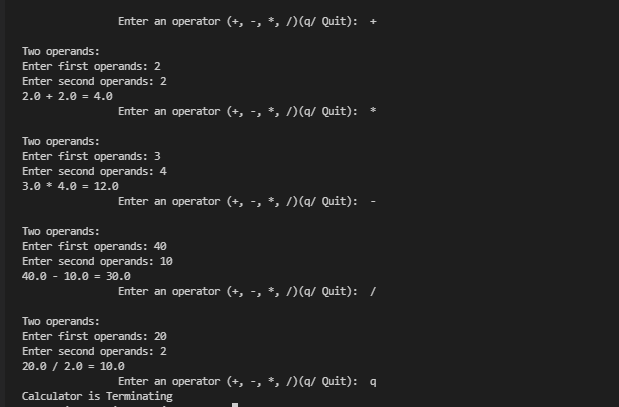 Enter an operator (+, -, *, /)(q/ Quit): +
Two operands:
Enter first operands: 2
Enter second operands: 2
2.0 + 2.0 = 4.0
Enter an operator (+, -, *, /)(q/ Quit): *
Two operands:
Enter first operands: 3
Enter second operands: 4
3.0 * 4.0 = 12.0
Enter an operator (+, -, *, /)(q/ Quit): -
Two operands:
Enter first operands: 40
Enter second operands: 10
40.0 - 10.0 = 30.0
Enter an operator (+, -, *, /)(q/ Quit): /
Two operands:
Enter first operands: 20
Enter second operands: 2
20.0 / 2.0 = 10.0
Enter an operator (+, -, *, /)(q/ Quit): q
Calculator is Terminating